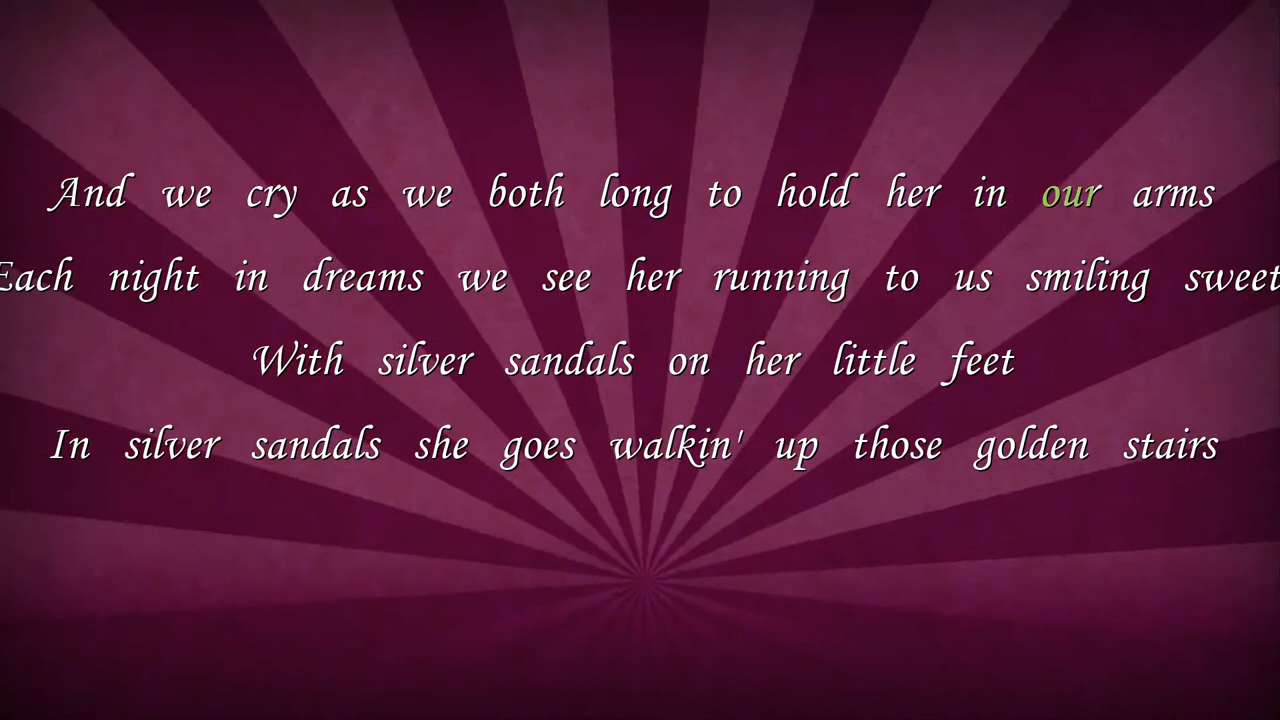 And we cry as we both long to hold her in our arms
Each night in dreams we see her running to us smiling sweet
With silver sandals on her little feet
In silver sandals she goes walkin' up those golden stairs